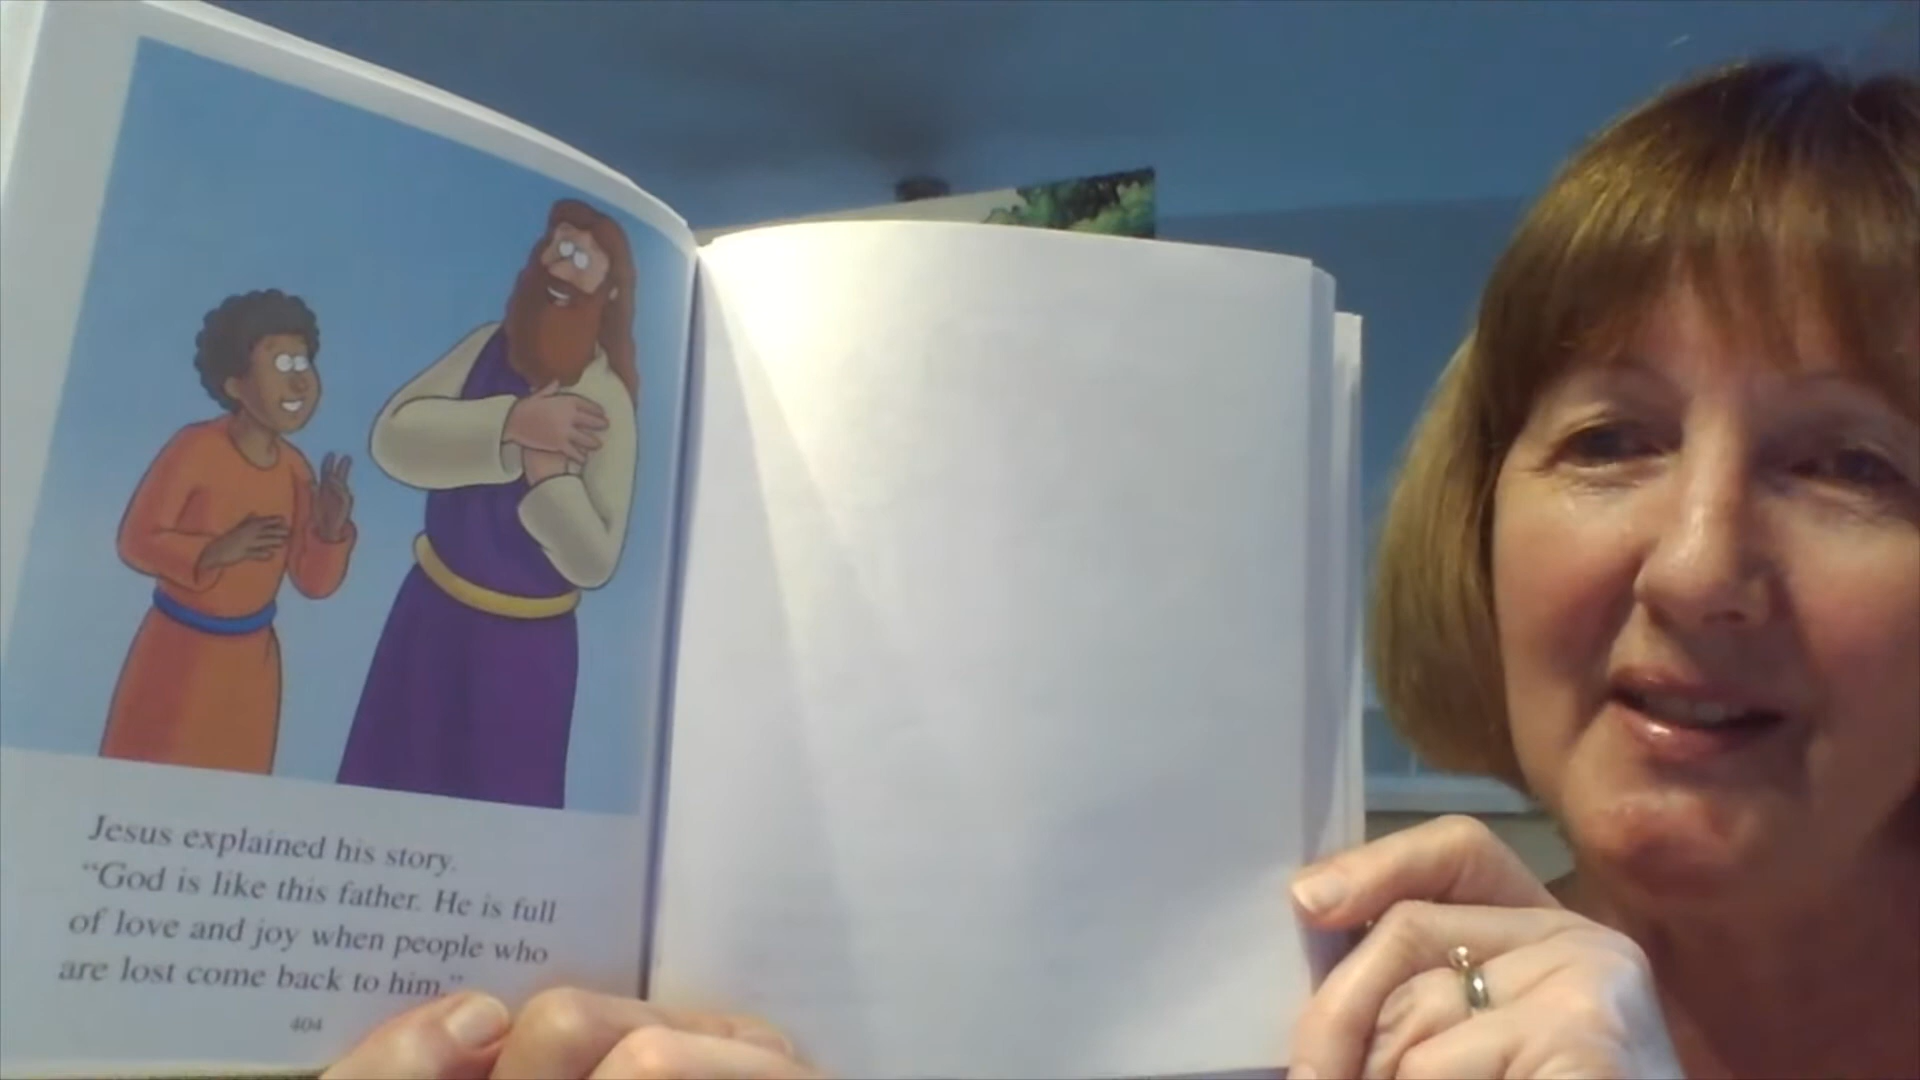 Jesus explained his story.
“God is like this father. He is full
of love and joy when people who
are lost come back to him.”
404